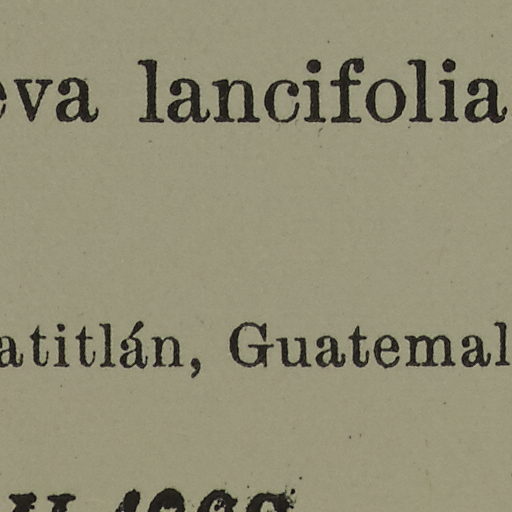 eva lancifolia
atitlán, Guatemal